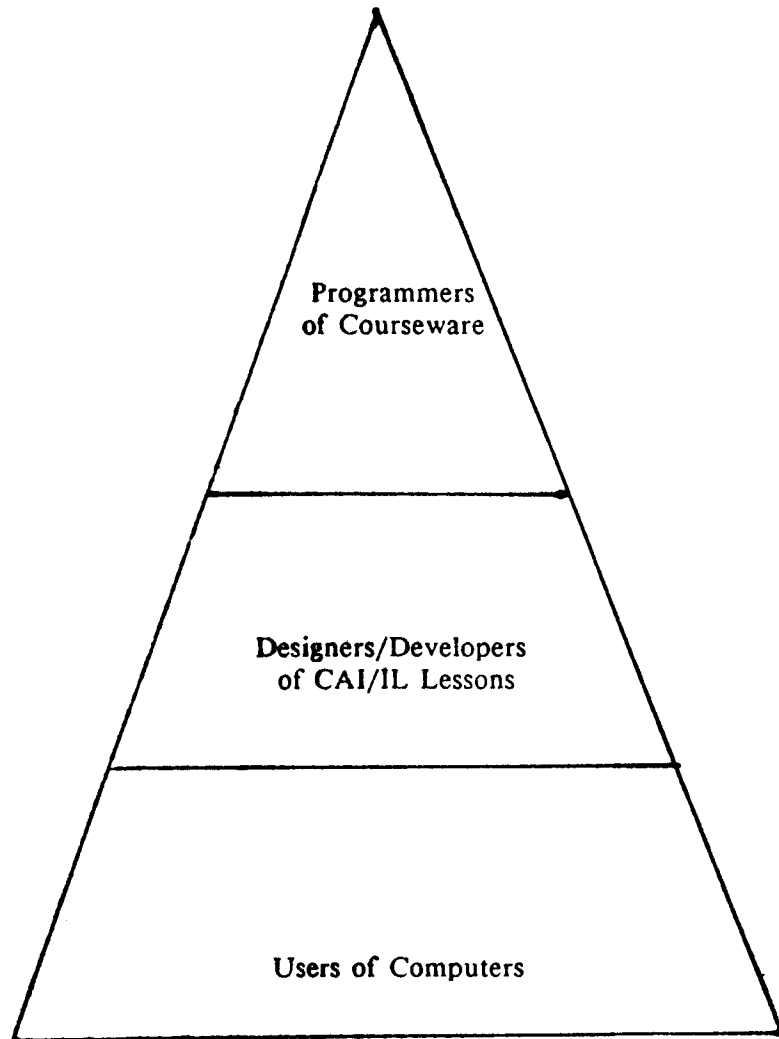 Programmers
of Courseware
Designers/Developers
of CAI/IL Lessons
Users of Computers